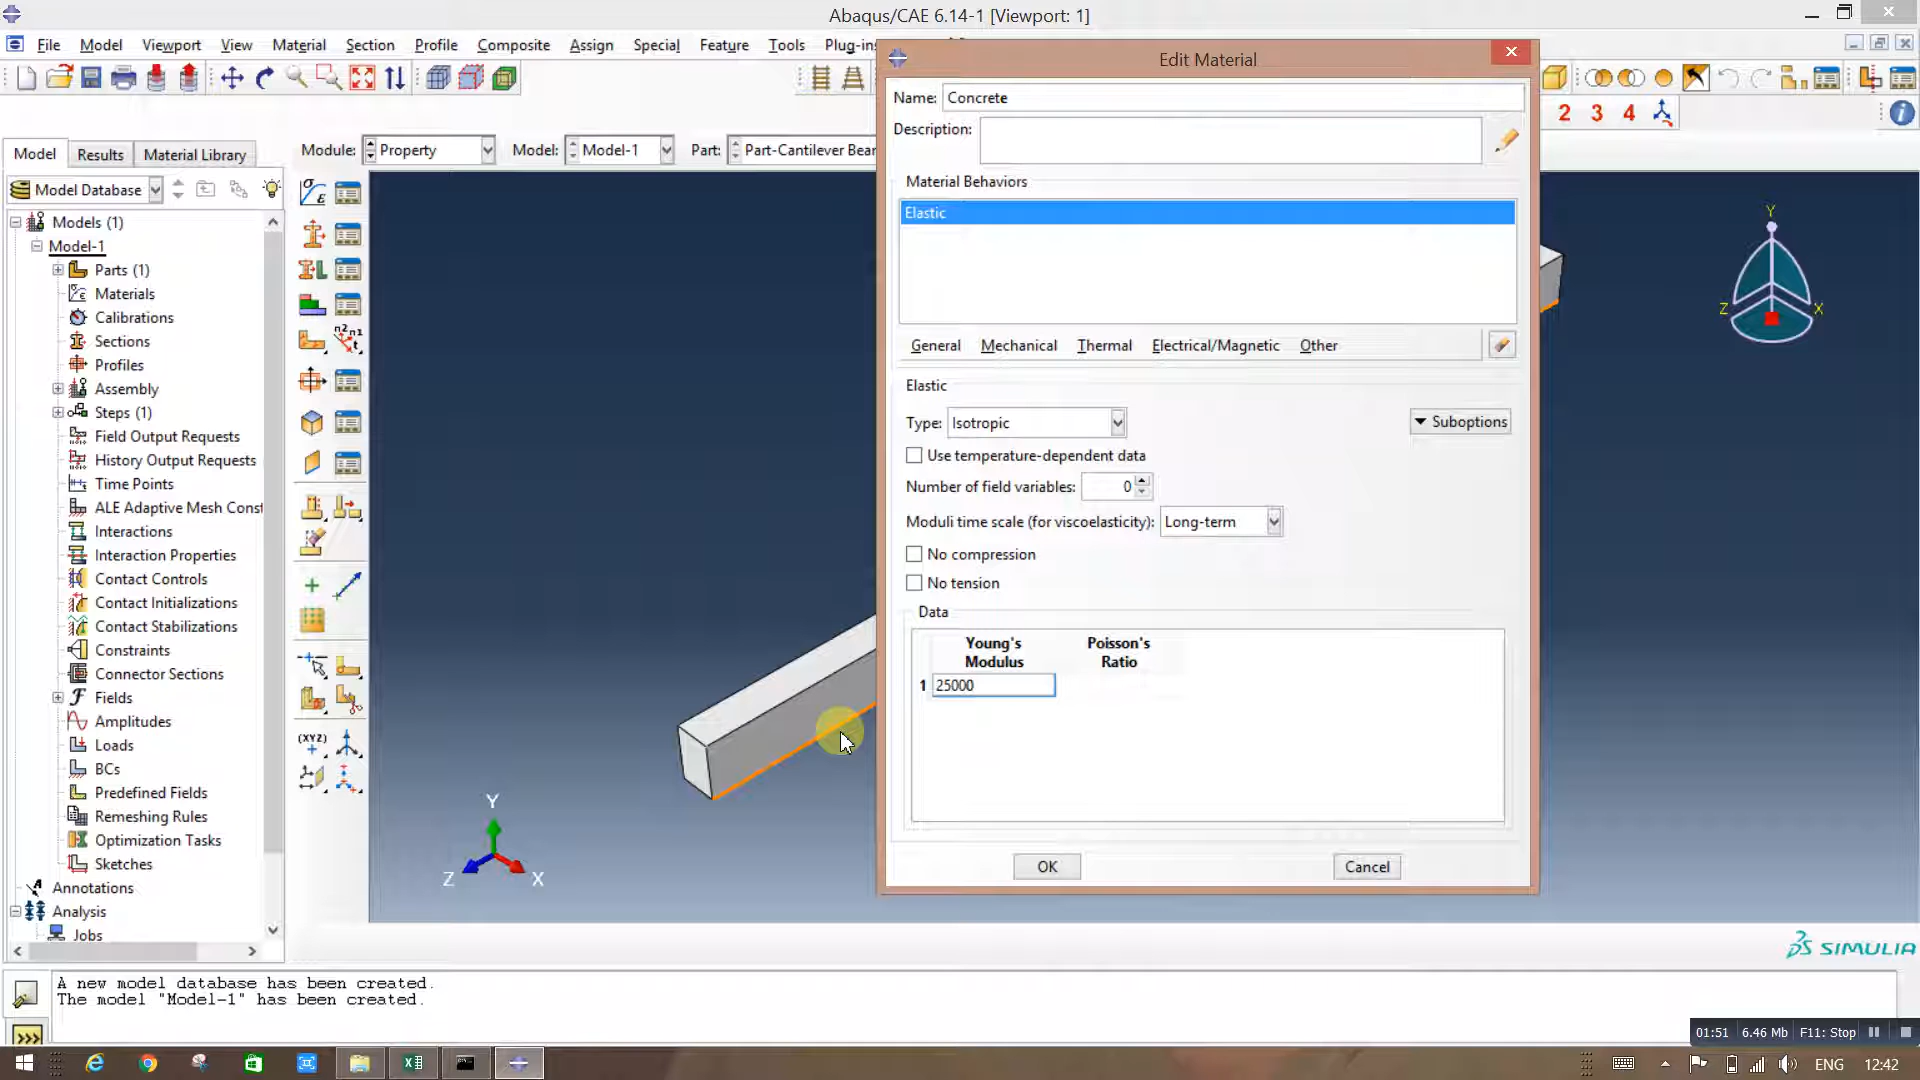 Abaqus/CAE 6.14-1 [Viewport: 1]
File Model Viewport View Material Section Profile Composite Assign Special Feature Tools Plug-ins
Edit Material
Name: Concrete
Description:
2 3 4
Model Results Material Library
Module: Property Model: Model-1 Part: Part-Cantilever Bear
Model Database
Models (1)
Model-1
Parts (1)
Materials
Calibrations
Sections
Profiles
Assembly
Steps (1)
Field Output Requests
History Output Requests
Time Points
ALE Adaptive Mesh Const
Interactions
Interaction Properties
Contact Controls
Contact Initializations
Contact Stabilizations
Constraints
Connector Sections
Fields
Amplitudes
Loads
BCs
Predefined Fields
Remeshing Rules
Optimization Tasks
Sketches
Annotations
Analysis
Jobs
n2 n1
t
(XYZ)
Material Behaviors
Elastic
General Mechanical Thermal Electrical/Magnetic Other
Elastic
Type: Isotropic
Suboptions
Use temperature-dependent data
Number of field variables: 0
Moduli time scale (for viscoelasticity): Long-term
No compression
No tension
Data
Young's Modulus
Poisson's Ratio
1 25000
OK Cancel
Y
Z X
Y
Z X
SIMULIA
A new model database has been created.
The model "Model-1" has been created.
>>>
01:51 6.46 Mb F11: Stop
ENG 12:42